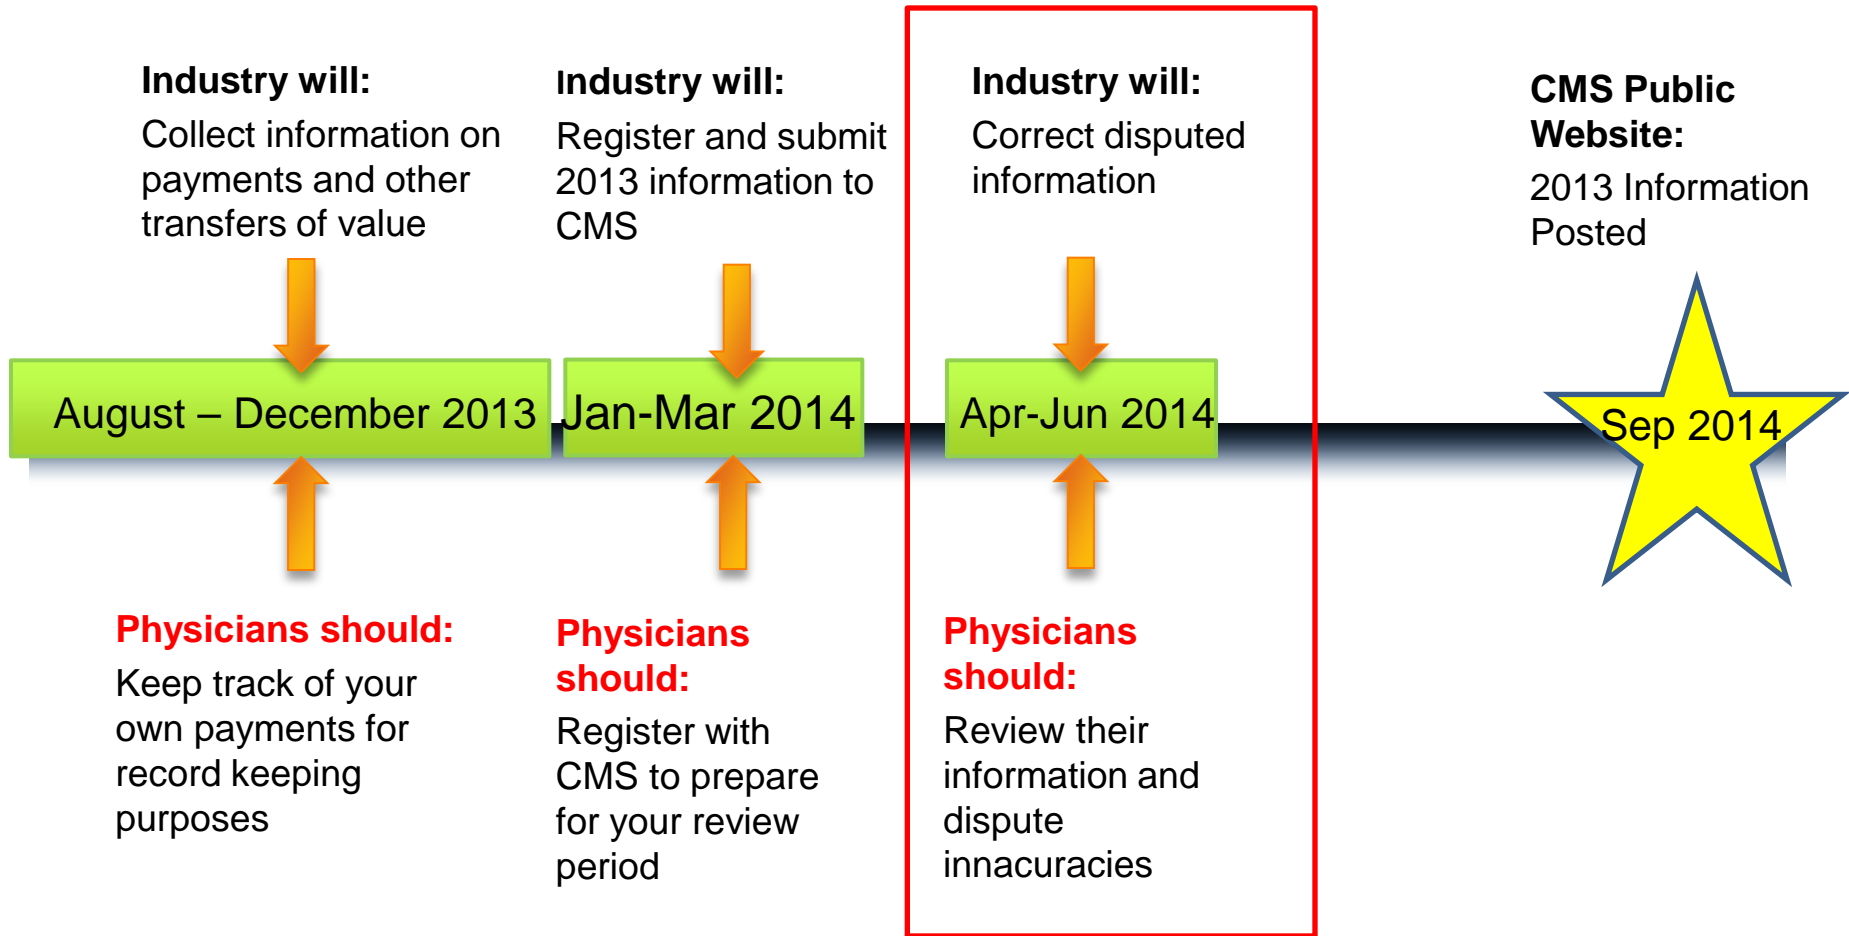 Industry will:
Collect information on
payments and other
transfers of value
Industry will:
Register and submit
2013 information to
CMS
Industry will:
Correct disputed
information
CMS Public
Website:
2013 Information
Posted
August – December 2013
Jan-Mar 2014
Apr-Jun 2014
Sep 2014
Physicians should:
Keep track of your
own payments for
record keeping
purposes
Physicians
should:
Register with
CMS to prepare
for your review
period
Physicians
should:
Review their
information and
dispute
innacuracies